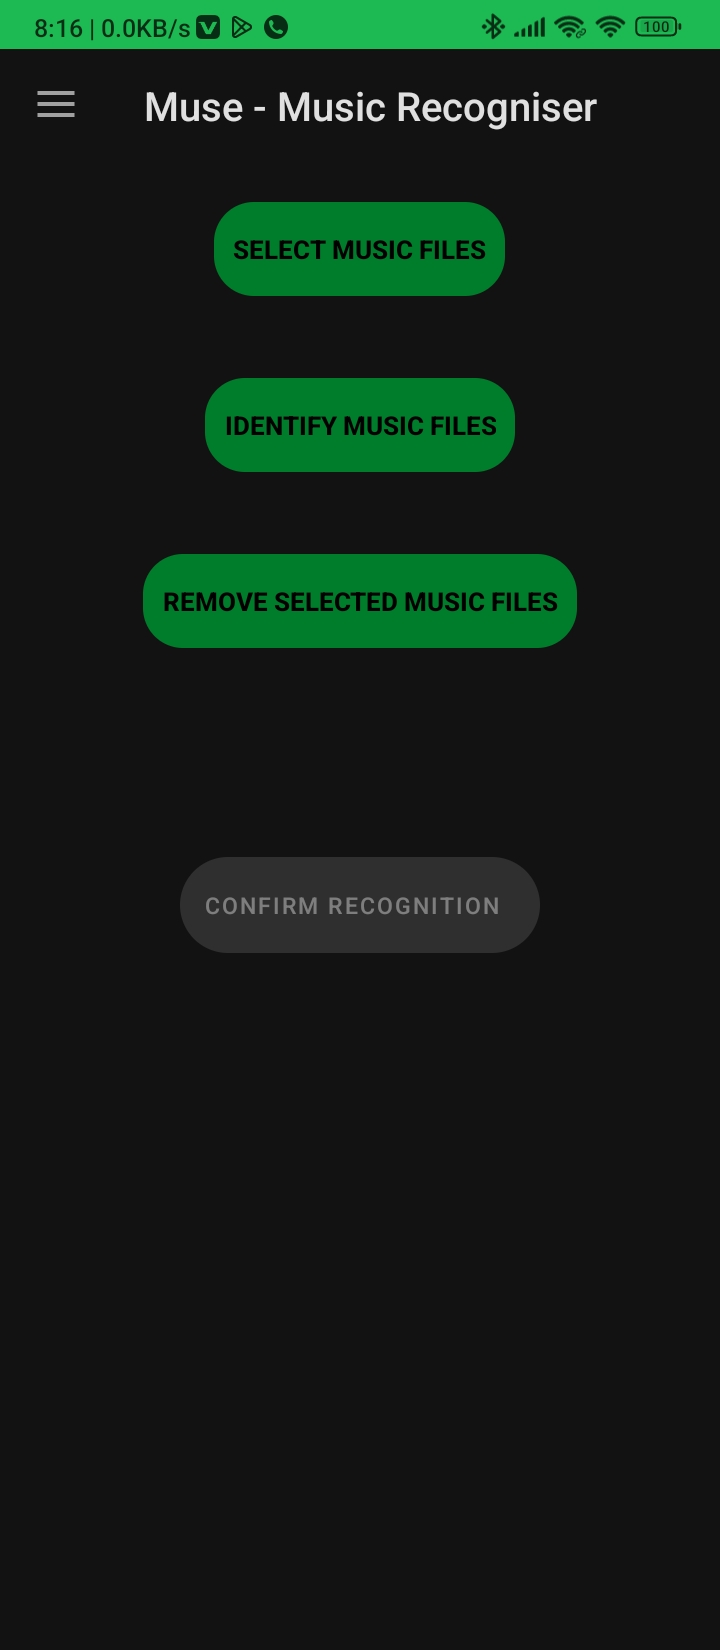 8:16 | 0.0KB/s 100
Muse - Music Recogniser
SELECT MUSIC FILES
IDENTIFY MUSIC FILES
REMOVE SELECTED MUSIC FILES
CONFIRM RECOGNITION